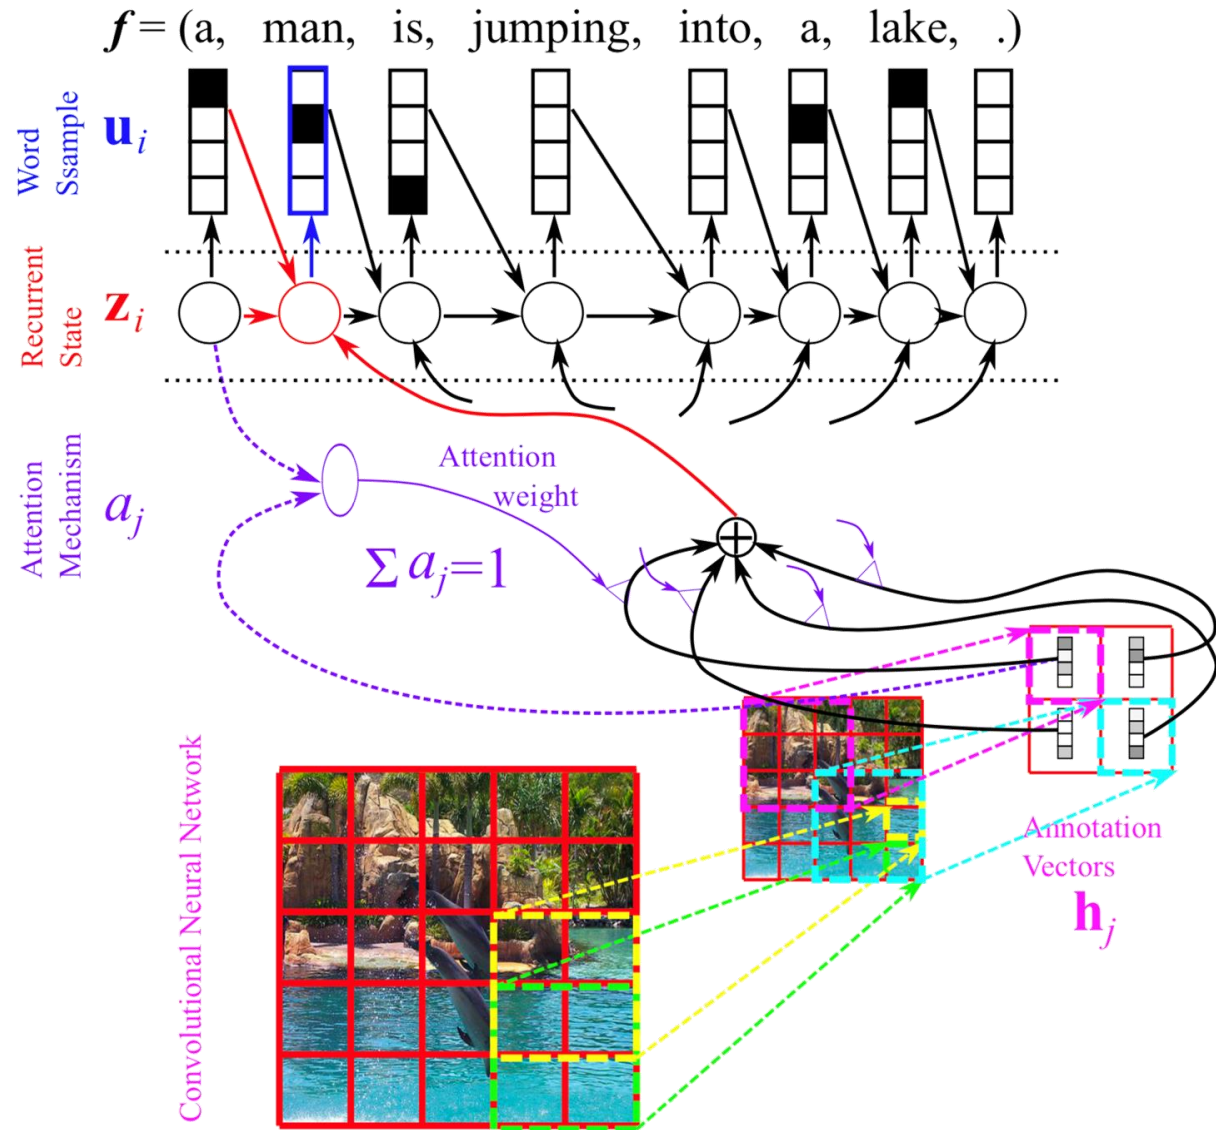 f = (a, man, is, jumping, into, a, lake, .)
Word
Ssample
u_i
Recurrent
State
z_i
Attention
Mechanism
a_j
Attention
weight
∑ a_j=1
+
Convolutional Neural Network
Annotation
Vectors
h_j